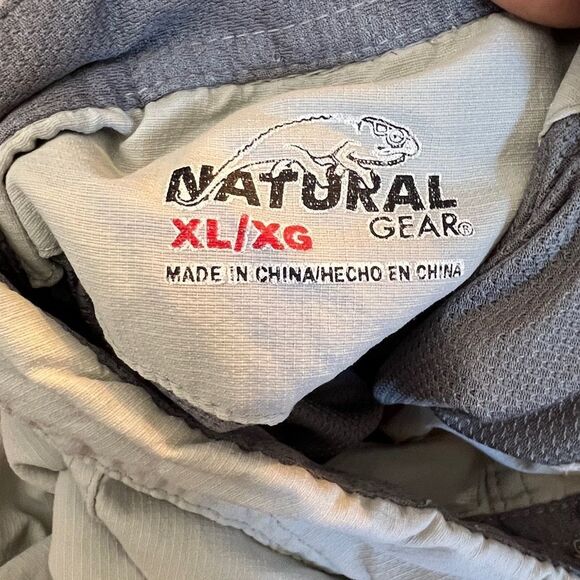 NATURAL
GEAR®
XL/XG
MADE IN CHINA/HECHO EN CHINA